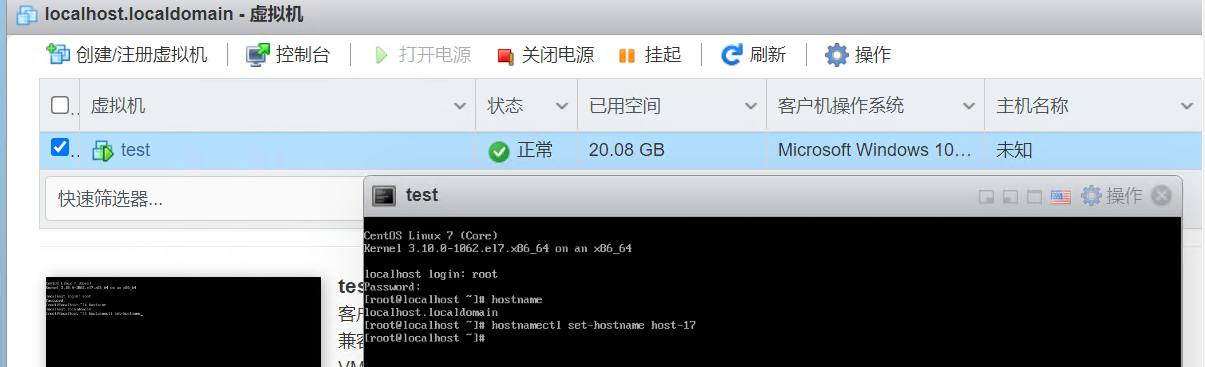 localhost.localdomain - 虚拟机
创建/注册虚拟机 控制台 打开电源 关闭电源 挂起 刷新 操作
虚拟机 状态 已用空间 客户机操作系统 主机名称
test 正常 20.08 GB Microsoft Windows 10… 未知
快速筛选器...
test 操作
CentOS Linux 7 (Core)
Kernel 3.10.0-1062.el7.x86_64 on an x86_64
localhost login: root
Password:
[root@localhost ~]# hostname
localhost.localdomain
[root@localhost ~]# hostnamectl set-hostname host-17
[root@localhost ~]#
客户
兼容
VM